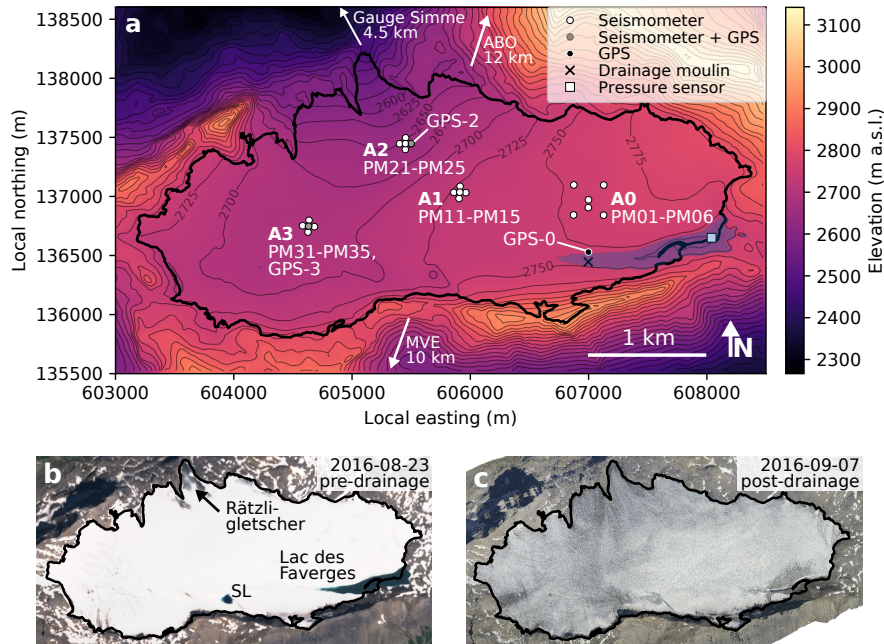 a
Gauge Simme
4.5 km
ABO
12 km
Seismometer
Seismometer + GPS
GPS
Drainage moulin
Pressure sensor
138500
138000
137500
137000
136500
136000
135500
Local northing (m)
2600
2625
2650
2725
2750
2775
2725
2700
2750
GPS-2
A2
PM21-PM25
A1
PM11-PM15
A0
PM01-PM06
A3
PM31-PM35,
GPS-3
GPS-0
MVE
10 km
1 km
N
603000
604000
605000
606000
607000
608000
Local easting (m)
3100
3000
2900
2800
2700
2600
2500
2400
2300
Elevation (m a.s.l.)
b
2016-08-23
pre-drainage
Rätzli-
gletscher
Lac des
Faverges
SL
c
2016-09-07
post-drainage